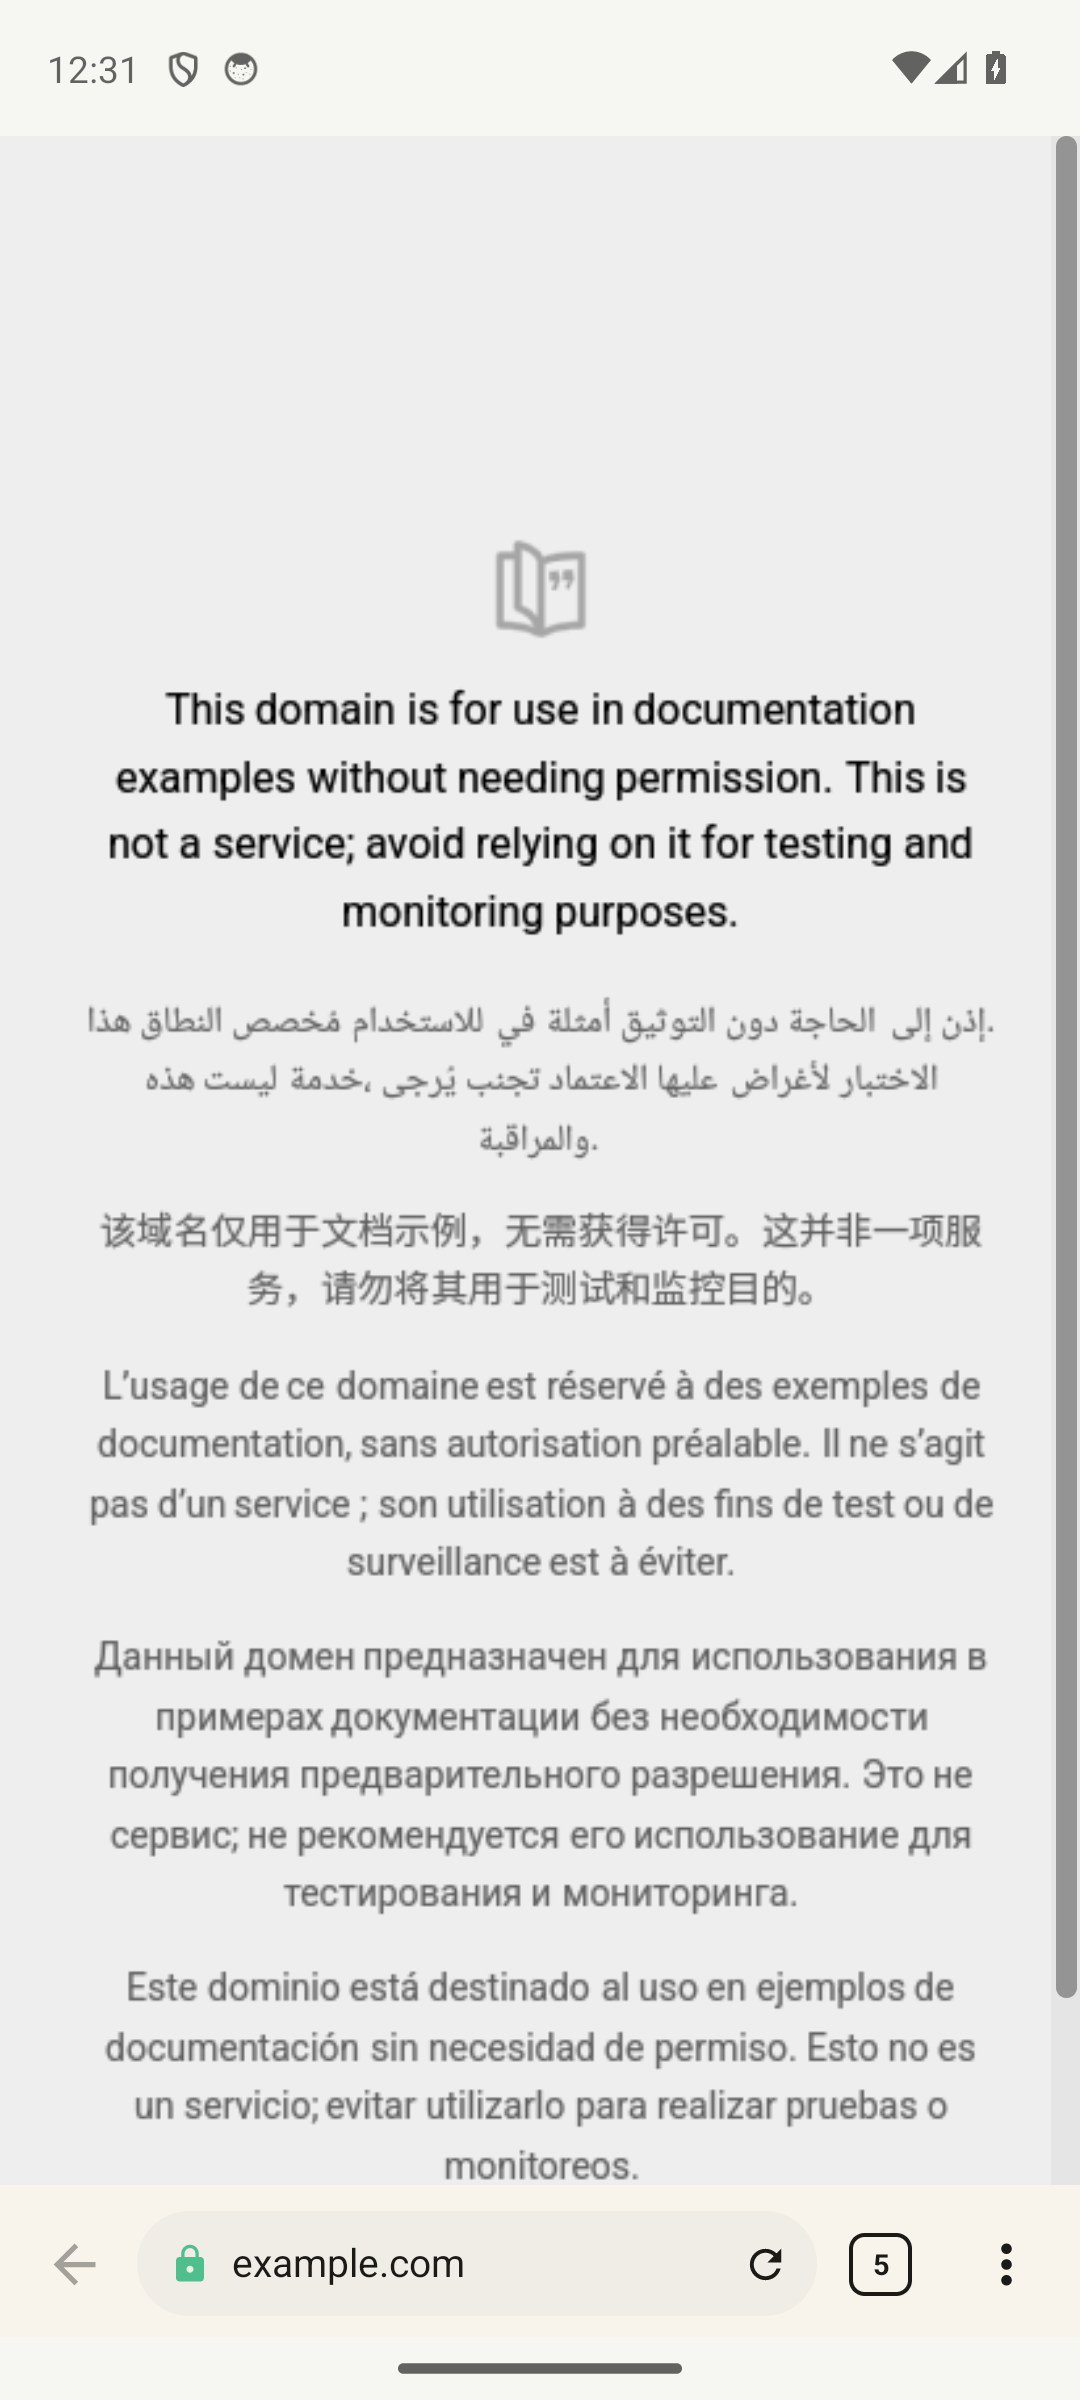 12:31
This domain is for use in documentation
examples without needing permission. This is
not a service; avoid relying on it for testing and
monitoring purposes.
هذا النطاق مُخصص للاستخدام في أمثلة التوثيق دون الحاجة إلى إذن.
هذه ليست خدمة، يُرجى تجنب الاعتماد عليها لأغراض الاختبار
والمراقبة.
该域名仅用于文档示例，无需获得许可。这并非一项服
务，请勿将其用于测试和监控目的。
L’usage de ce domaine est réservé à des exemples de
documentation, sans autorisation préalable. Il ne s’agit
pas d’un service ; son utilisation à des fins de test ou de
surveillance est à éviter.
Данный домен предназначен для использования в
примерах документации без необходимости
получения предварительного разрешения. Это не
сервис; не рекомендуется его использование для
тестирования и мониторинга.
Este dominio está destinado al uso en ejemplos de
documentación sin necesidad de permiso. Esto no es
un servicio; evitar utilizarlo para realizar pruebas o
monitoreos.
example.com
5